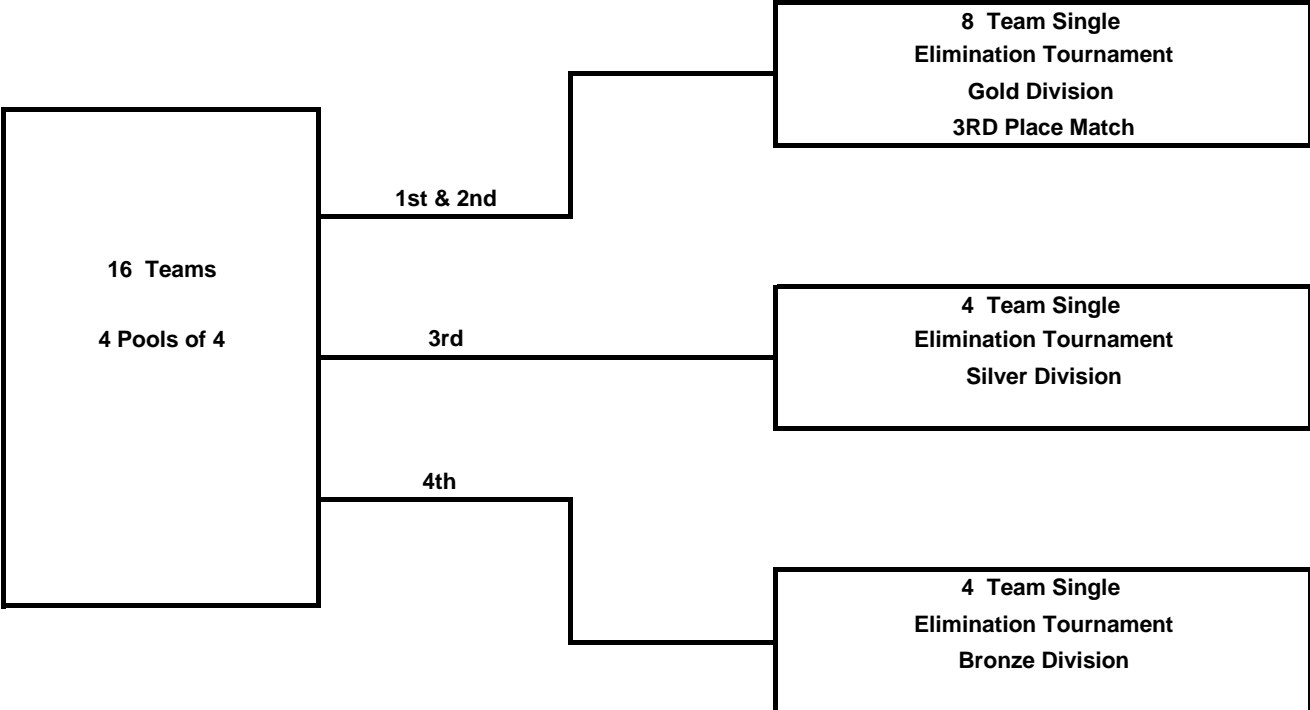 8 Team Single
Elimination Tournament
Gold Division
3RD Place Match
1st & 2nd
16 Teams
4 Pools of 4
3rd
4 Team Single
Elimination Tournament
Silver Division
4th
4 Team Single
Elimination Tournament
Bronze Division